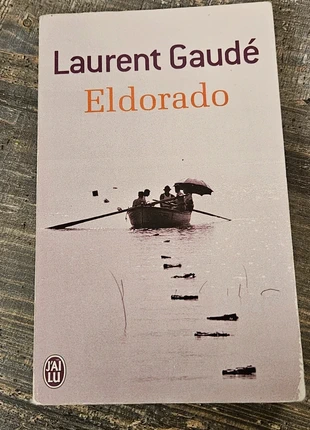 Laurent Gaudé
Eldorado
J'AI
LU